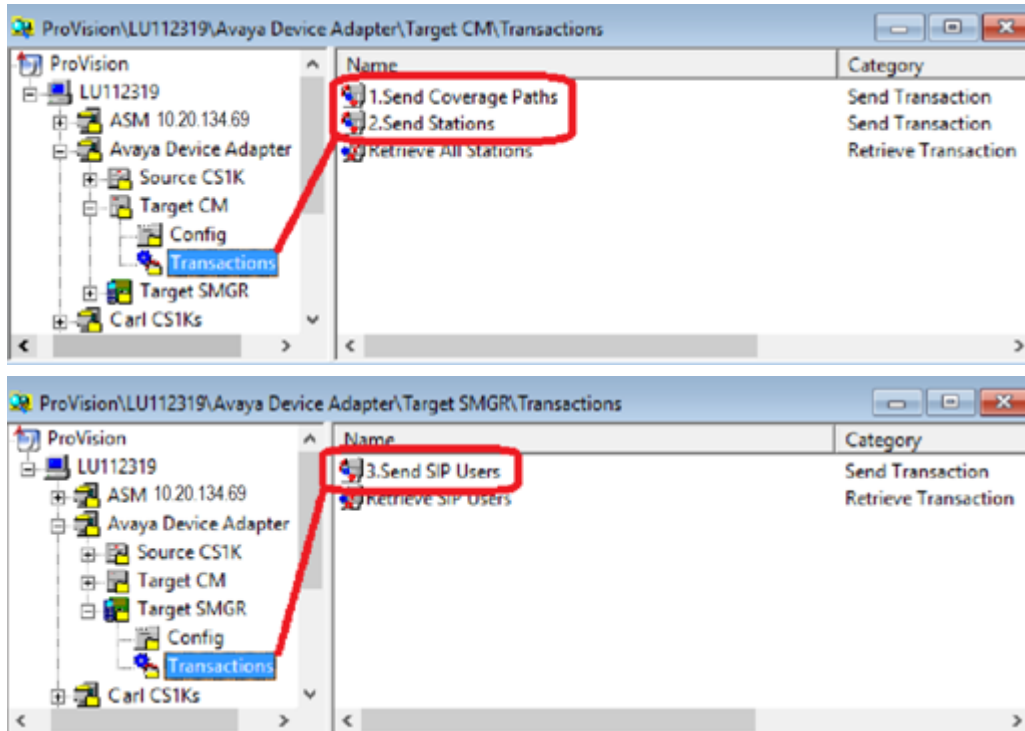 ProVision\LU112319\Avaya Device Adapter\Target CM\Transactions
ProVision
LU112319
ASM 10.20.134.69
Avaya Device Adapter
Source CS1K
Target CM
Config
Transactions
Target SMGR
Carl CS1Ks
Name Category
1.Send Coverage Paths Send Transaction
2.Send Stations Send Transaction
Retrieve All Stations Retrieve Transaction
ProVision\LU112319\Avaya Device Adapter\Target SMGR\Transactions
ProVision
LU112319
ASM 10.20.134.69
Avaya Device Adapter
Source CS1K
Target CM
Target SMGR
Config
Transactions
Carl CS1Ks
Name Category
3.Send SIP Users Send Transaction
Retrieve SIP Users Retrieve Transaction